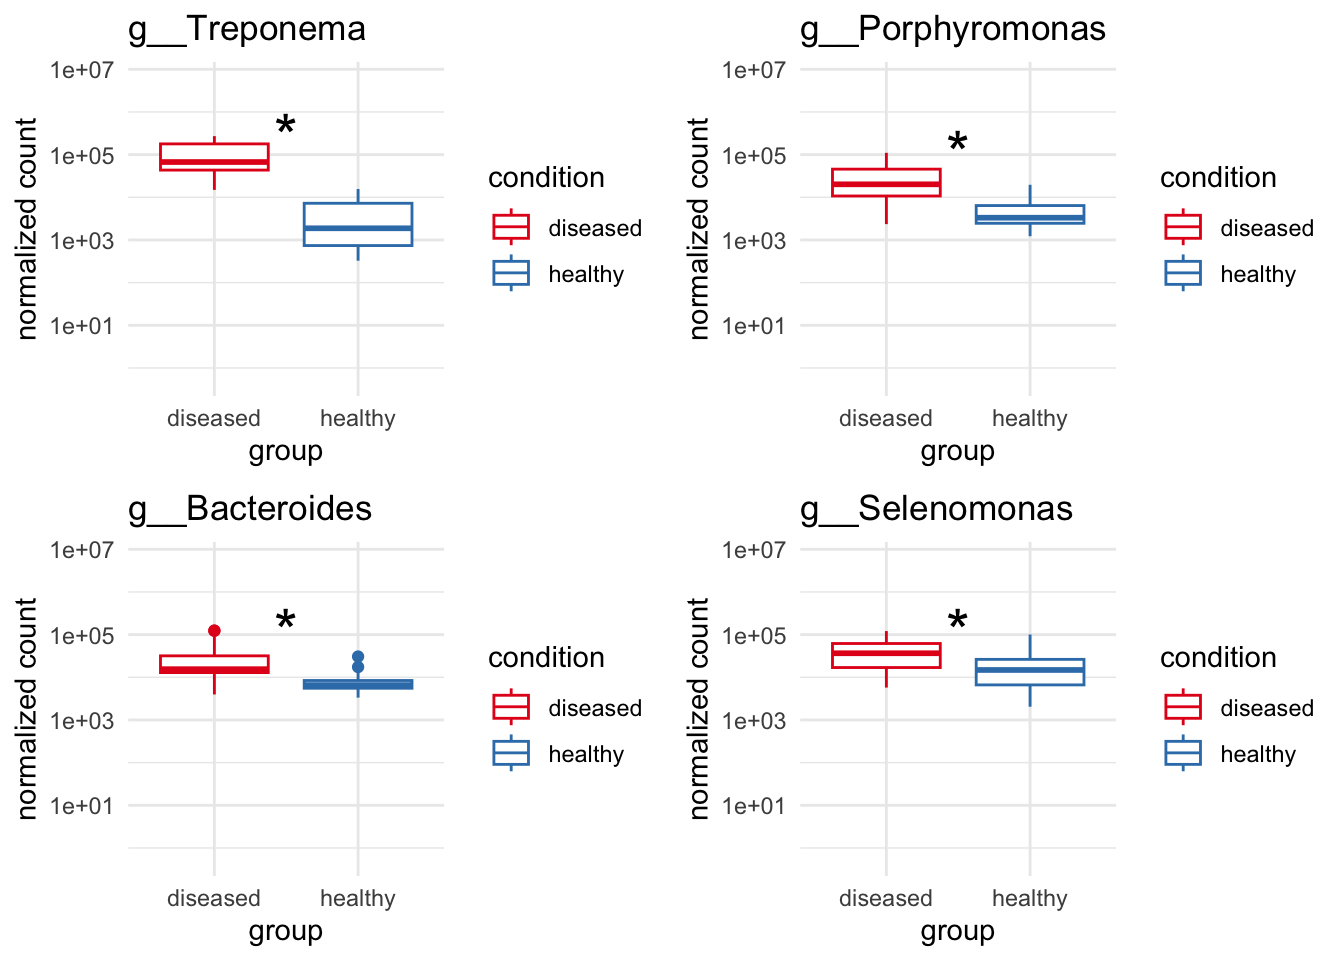 g__Treponema
1e+07
1e+05
1e+03
1e+01
normalized count
*
diseased healthy
group
condition
diseased
healthy
g__Porphyromonas
1e+07
1e+05
1e+03
1e+01
normalized count
*
diseased healthy
group
condition
diseased
healthy
g__Bacteroides
1e+07
1e+05
1e+03
1e+01
normalized count
*
diseased healthy
group
condition
diseased
healthy
g__Selenomonas
1e+07
1e+05
1e+03
1e+01
normalized count
*
diseased healthy
group
condition
diseased
healthy